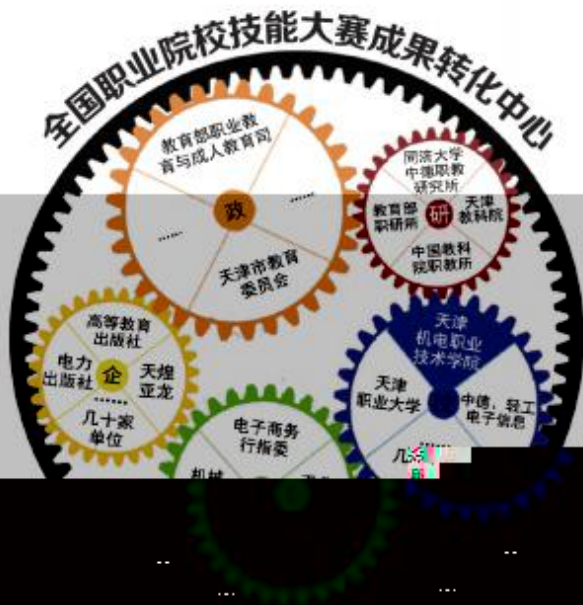 全国职业院校技能大赛成果转化中心
教育部职业教
育与成人教育司
......
政
......
天津市教育
委员会
同济大学
中德职教
研究所
教育部
职研所
研
天津
教科院
中国教科
院职教所
高等教育
出版社
电力
出版社
企
天煌
亚龙
......
几十家
单位
天津
机电职业
技术学院
天津
职业大学
中德、轻工
电子信息
......
电子商务
行指委
机械